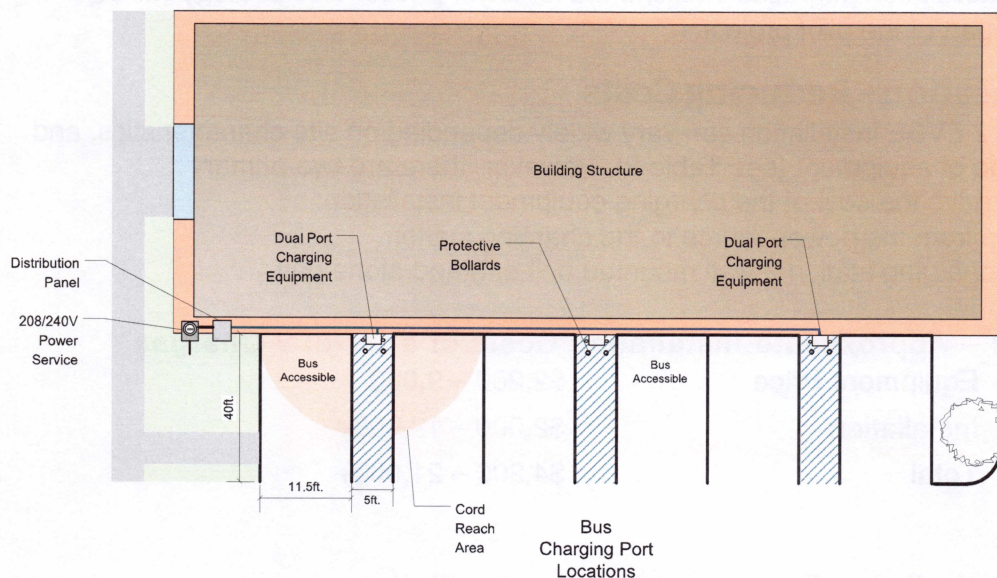 Building Structure
Dual Port
Charging
Equipment
Protective
Bollards
Dual Port
Charging
Equipment
Distribution
Panel
208/240V
Power
Service
Bus
Accessible
Bus
Accessible
40ft.
11.5ft.
5ft.
Cord
Reach
Area
Bus
Charging Port
Locations